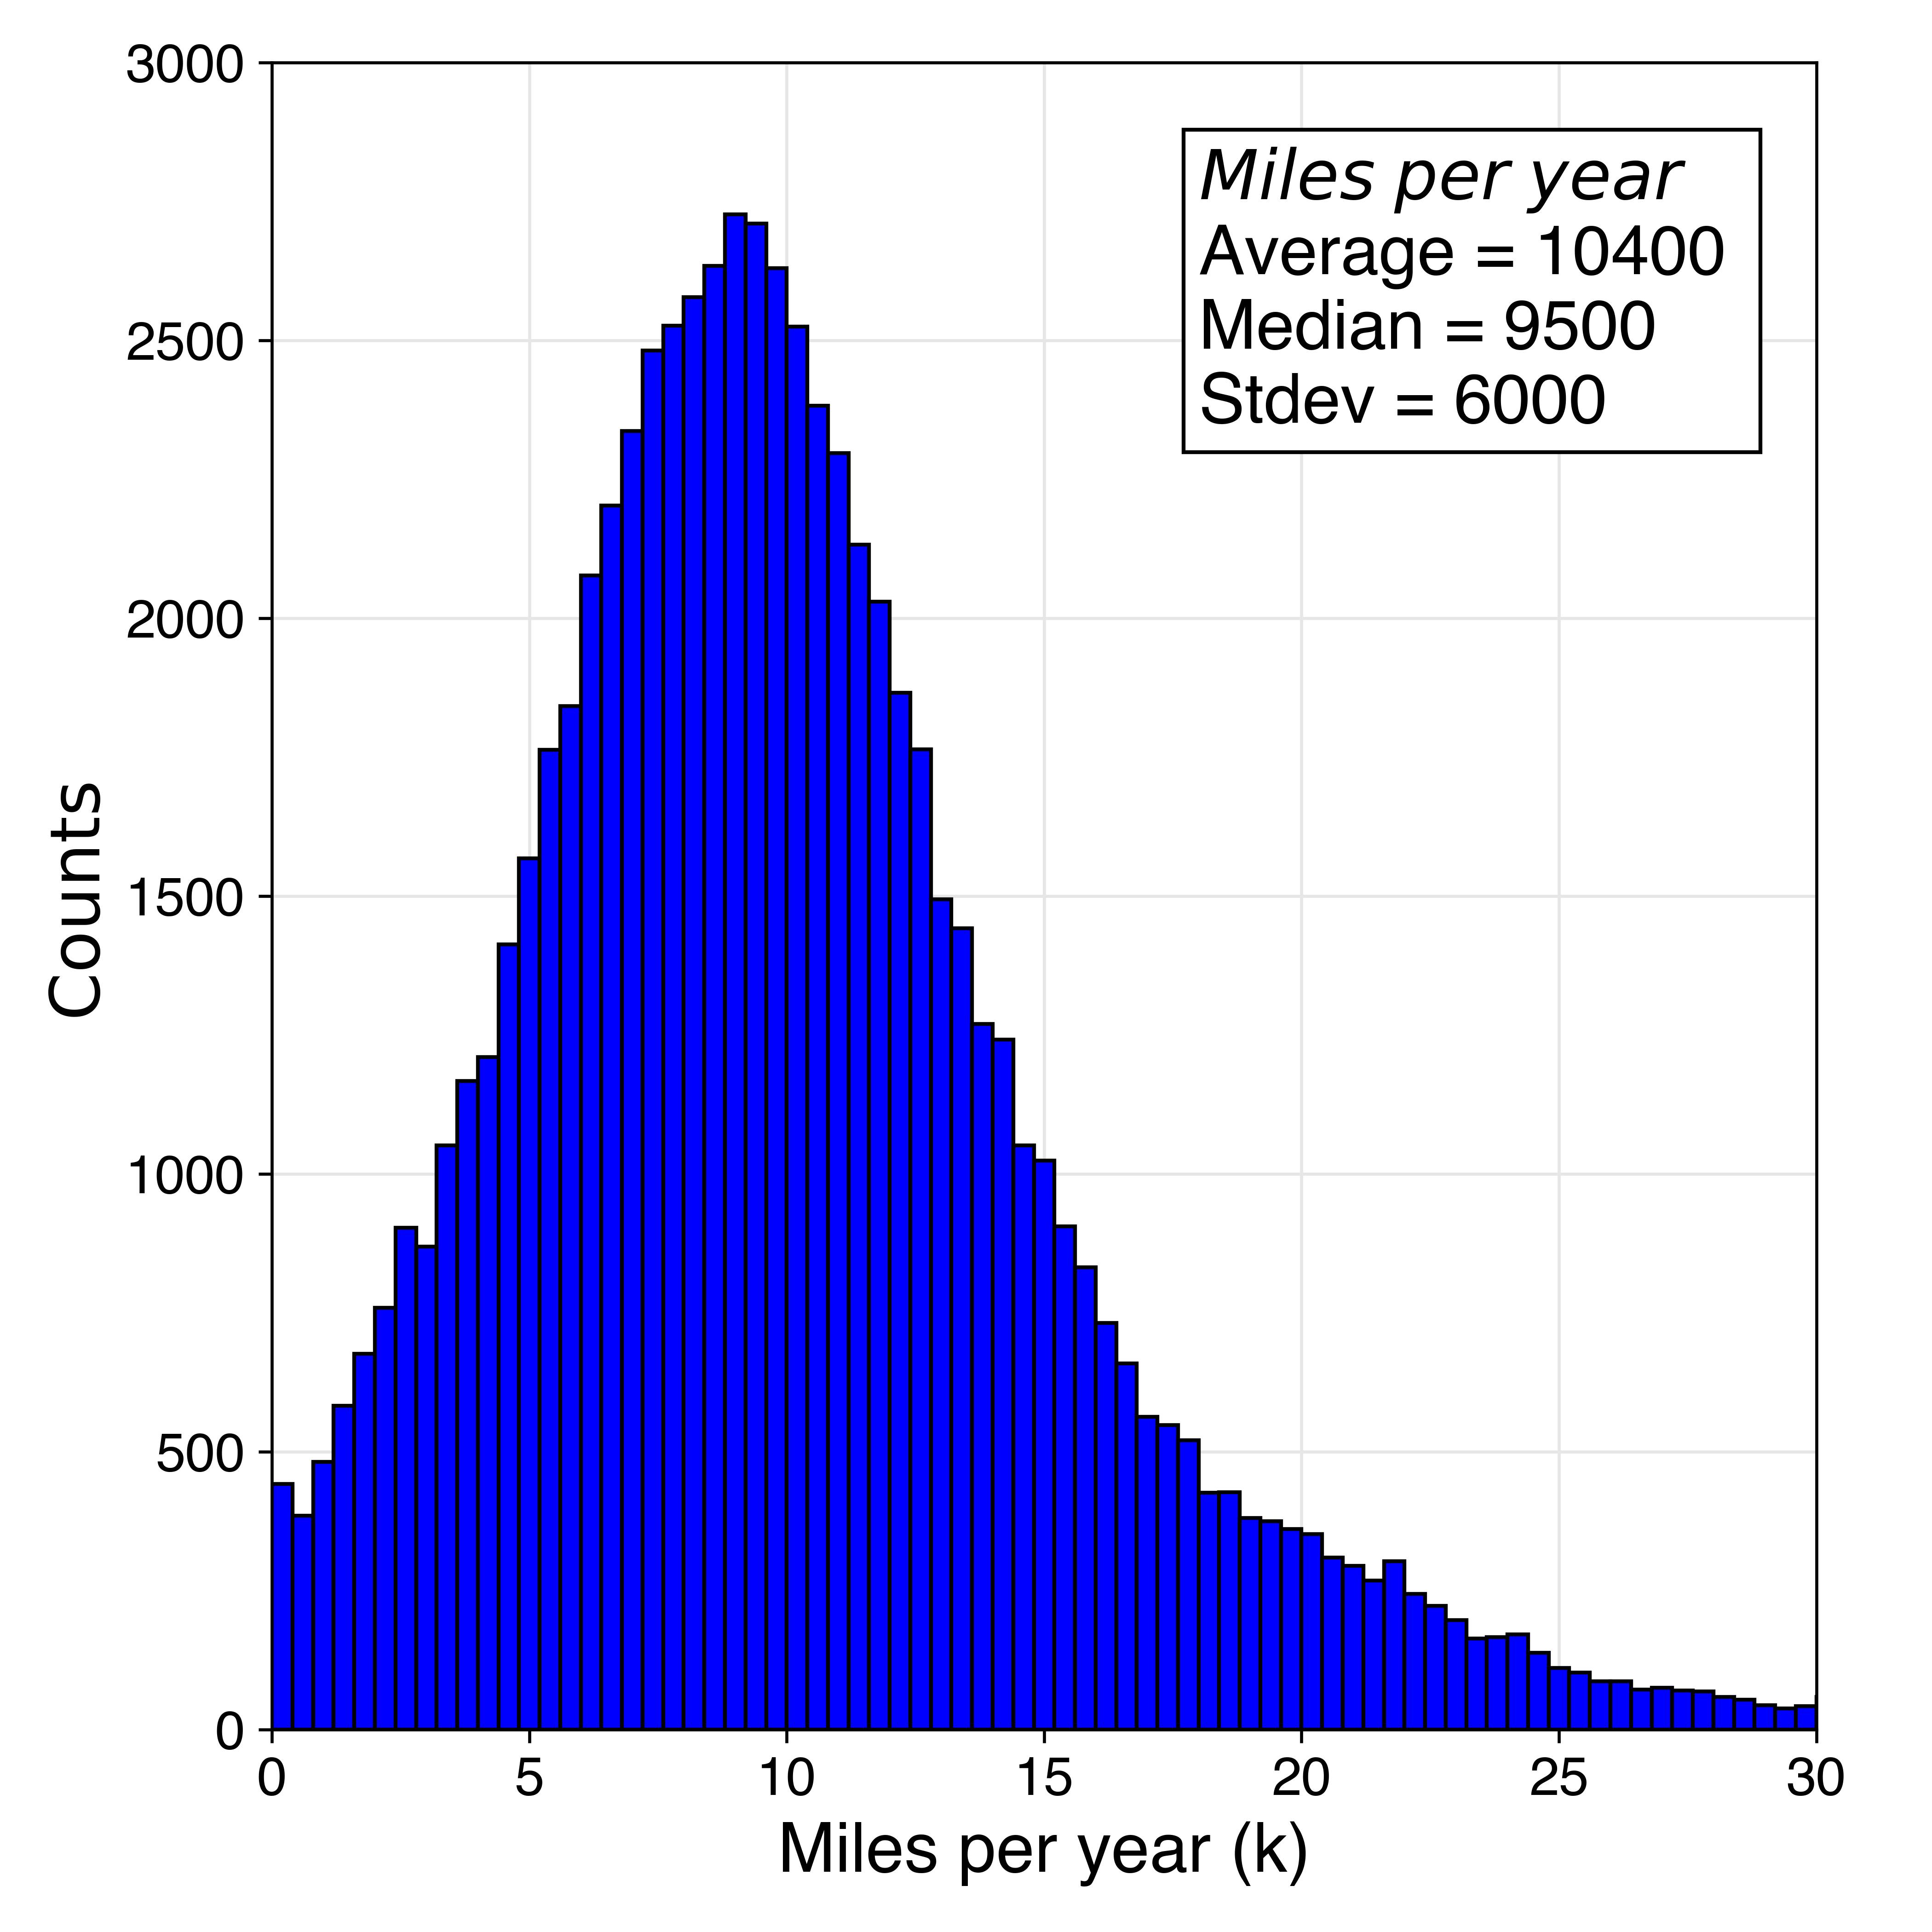 3000
2500
2000
1500
1000
500
0
Counts
Miles per year
Average = 10400
Median = 9500
Stdev = 6000
0 5 10 15 20 25 30
Miles per year (k)